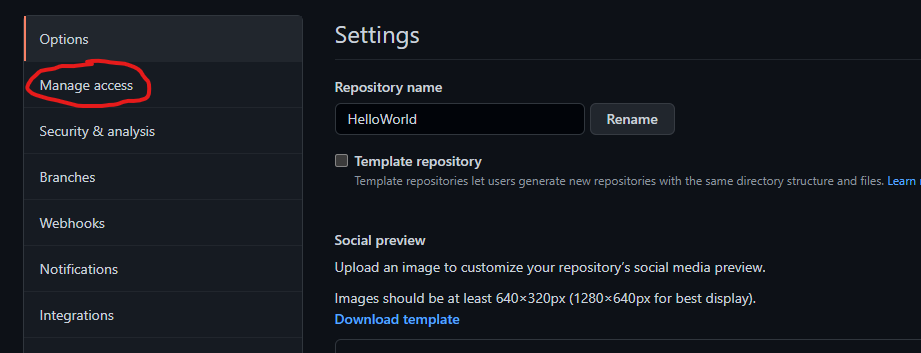 Options
Manage access
Security & analysis
Branches
Webhooks
Notifications
Integrations
Settings
Repository name
HelloWorld
Rename
Template repository
Template repositories let users generate new repositories with the same directory structure and files. Learn
Social preview
Upload an image to customize your repository's social media preview.
Images should be at least 640×320px (1280×640px for best display).
Download template